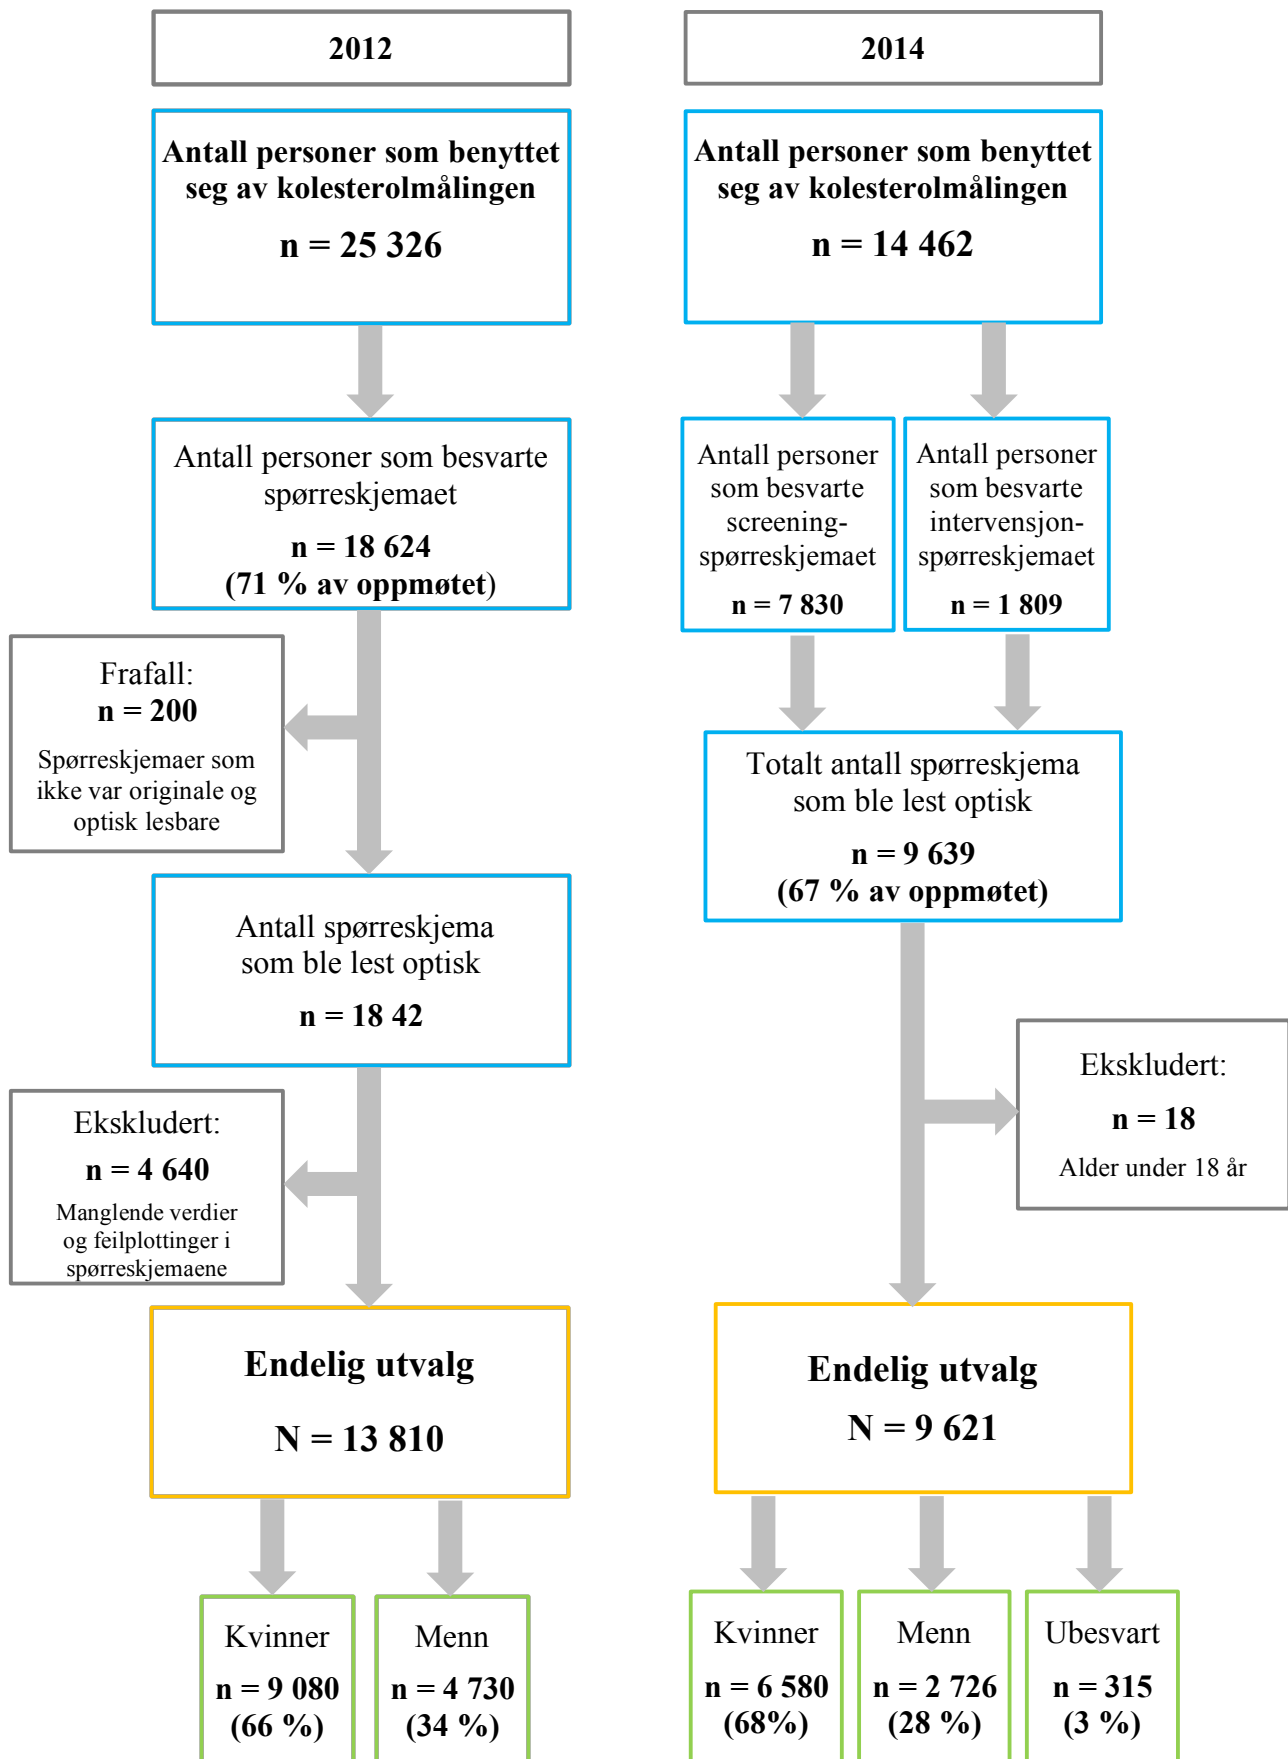 2012
Antall personer som benyttet
seg av kolesterolmålingen
n = 25 326
Antall personer som besvarte
spørreskjemaet
n = 18 624
(71 % av oppmøtet)
Frafall:
n = 200
Spørreskjemaer som
ikke var originale og
optisk lesbare
Antall spørreskjema
som ble lest optisk
n = 18 42
Ekskludert:
n = 4 640
Manglende verdier
og feilplottinger i
spørreskjemaene
Endelig utvalg
N = 13 810
Kvinner
n = 9 080
(66 %)
Menn
n = 4 730
(34 %)
2014
Antall personer som benyttet
seg av kolesterolmålingen
n = 14 462
Antall personer
som besvarte
screening-
spørreskjemaet
n = 7 830
Antall personer
som besvarte
intervensjon-
spørreskjemaet
n = 1 809
Totalt antall spørreskjema
som ble lest optisk
n = 9 639
(67 % av oppmøtet)
Ekskludert:
n = 18
Alder under 18 år
Endelig utvalg
N = 9 621
Kvinner
n = 6 580
(68%)
Menn
n = 2 726
(28 %)
Ubesvart
n = 315
(3 %)